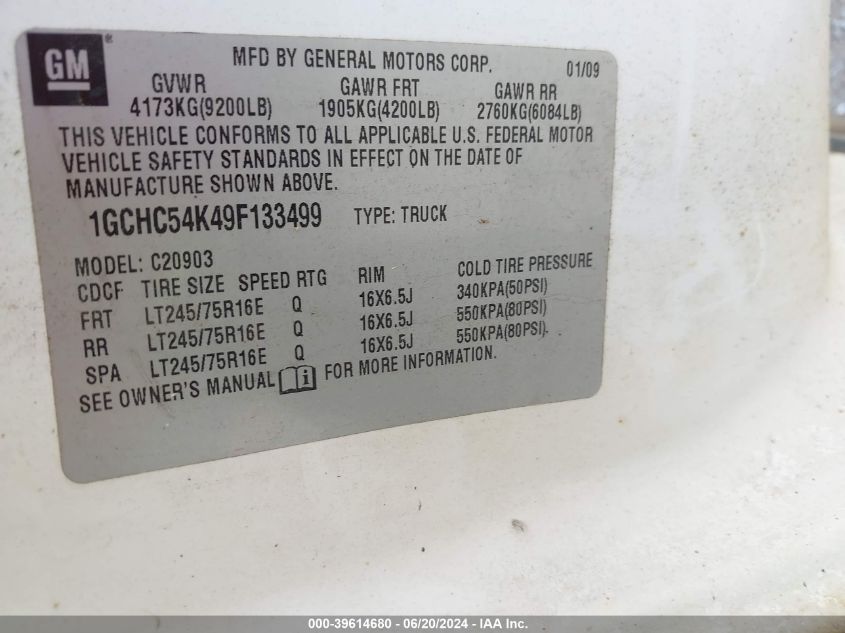 GM ®
MFD BY GENERAL MOTORS CORP. 01/09
GVWR GAWR FRT GAWR RR
4173KG(9200LB) 1905KG(4200LB) 2760KG(6084LB)
THIS VEHICLE CONFORMS TO ALL APPLICABLE U.S. FEDERAL MOTOR
VEHICLE SAFETY STANDARDS IN EFFECT ON THE DATE OF
MANUFACTURE SHOWN ABOVE.
1GCHC54K49F133499 TYPE: TRUCK
MODEL: C20903
CDCF TIRE SIZE SPEED RTG RIM COLD TIRE PRESSURE
FRT LT245/75R16E Q 16X6.5J 340KPA(50PSI)
RR LT245/75R16E Q 16X6.5J 550KPA(80PSI)
SPA LT245/75R16E Q 16X6.5J 550KPA(80PSI).
SEE OWNER'S MANUAL i FOR MORE INFORMATION.
000-39614680 - 06/20/2024 - IAA Inc.